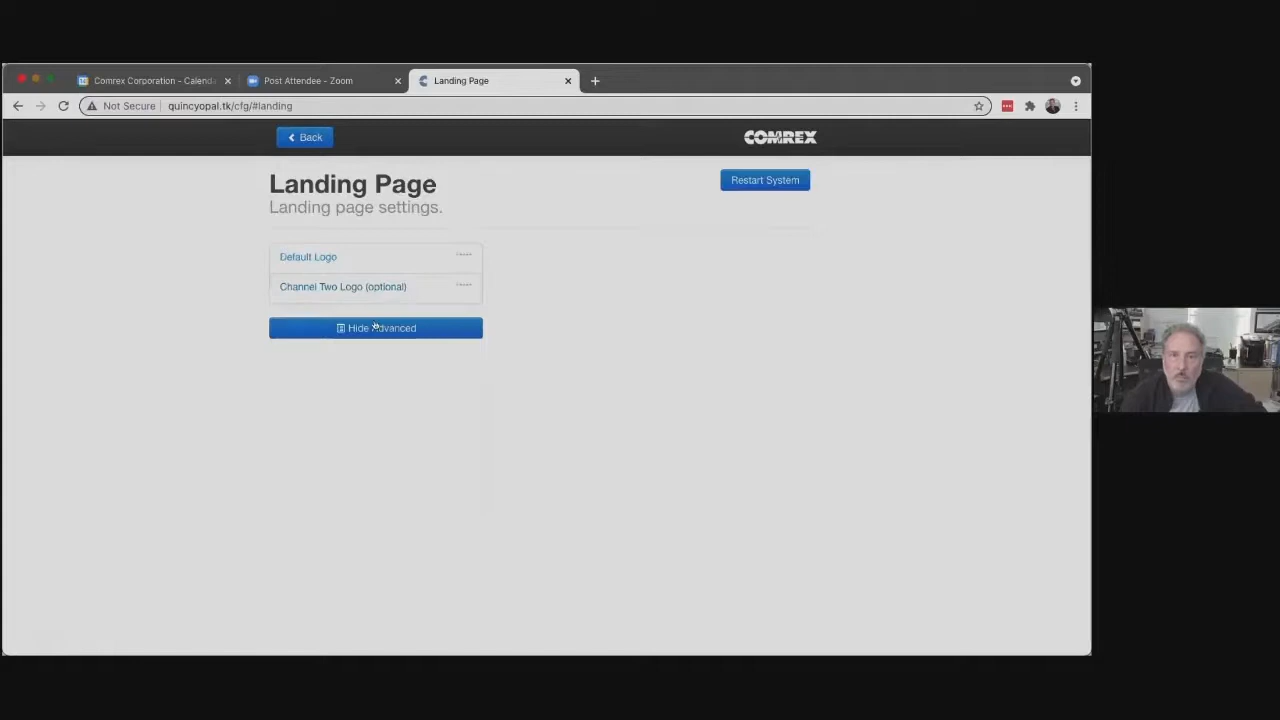 Comrex Corporation - Calenda
Post Attendee - Zoom
Landing Page
Not Secure
quincyopal.tk/cfg/#landing
Back
COMREX
Landing Page
Restart System
Landing page settings.
Default Logo
Channel Two Logo (optional)
Hide Advanced